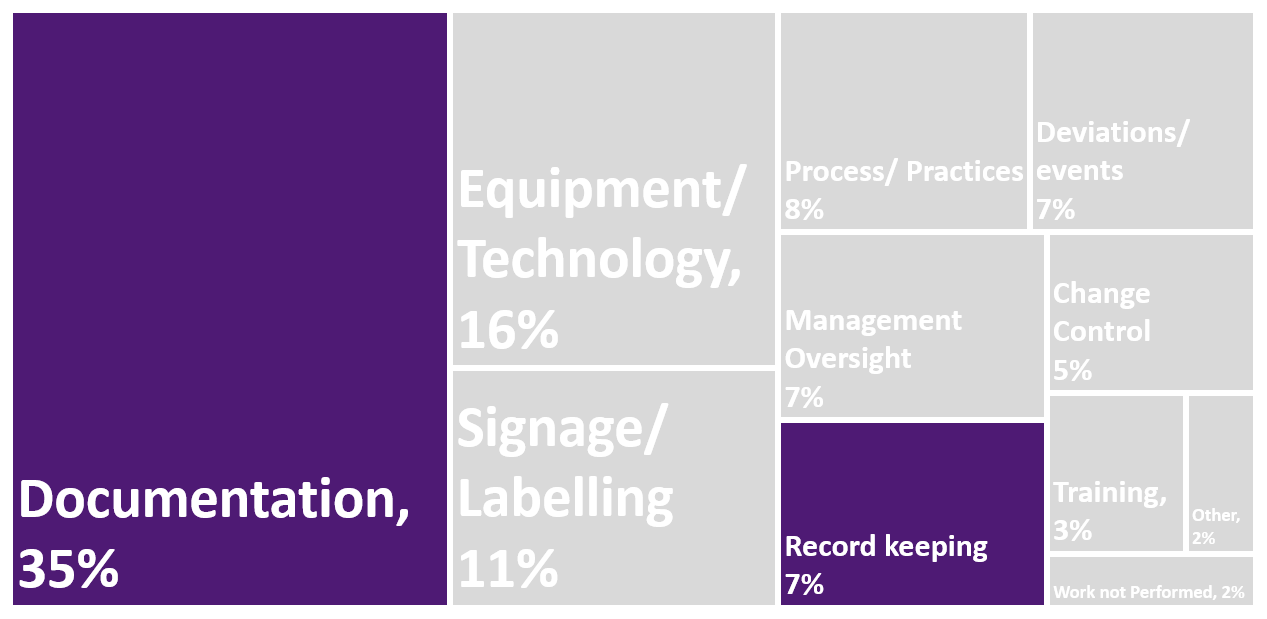 Documentation,
35%
Equipment/
Technology,
16%
Signage/
Labelling
11%
Process/ Practices
8%
Deviations/
events
7%
Management
Oversight
7%
Record keeping
7%
Change
Control
5%
Training,
3%
Other,
2%
Work not Performed, 2%